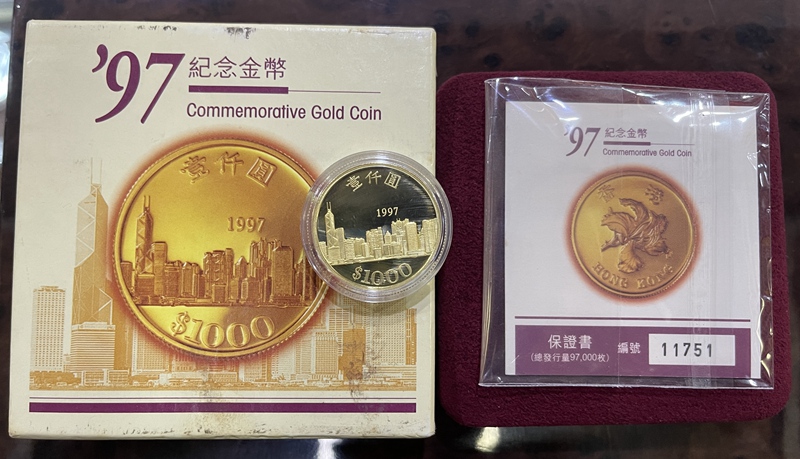 '97 紀念金幣
Commemorative Gold Coin
壹仟圓
1997
$1000
壹仟圓
1997
$1000
'97 紀念金幣
Commemorative Gold Coin
香港
HONG KONG
保證書
(總發行量97,000枚)
編號
11751